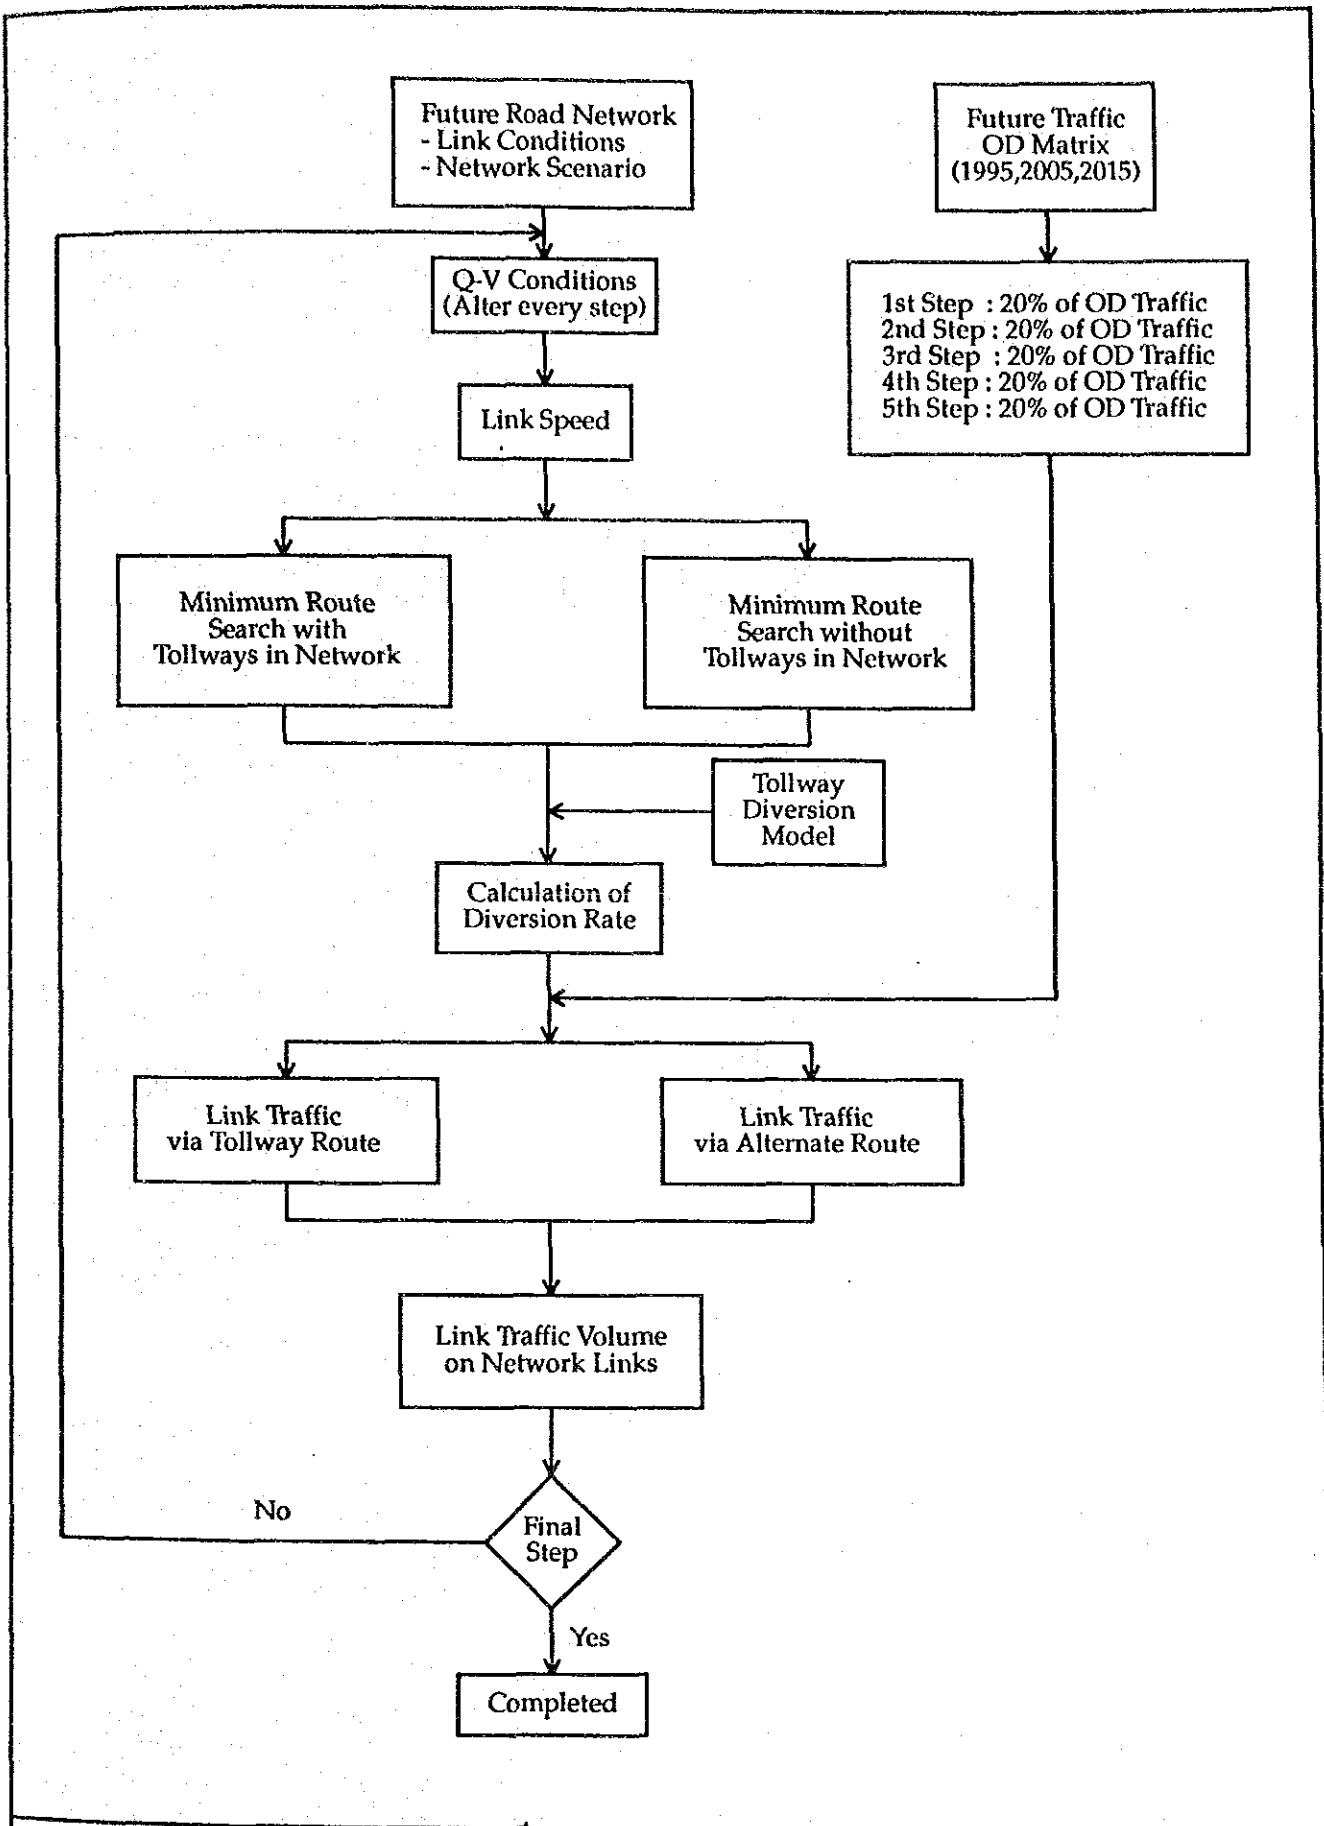 Future Road Network
- Link Conditions
- Network Scenario
Future Traffic
OD Matrix
(1995,2005,2015)
Q-V Conditions
(Alter every step)
1st Step : 20% of OD Traffic
2nd Step : 20% of OD Traffic
3rd Step : 20% of OD Traffic
4th Step : 20% of OD Traffic
5th Step : 20% of OD Traffic
Link Speed
Minimum Route
Search with
Tollways in Network
Minimum Route
Search without
Tollways in Network
Tollway
Diversion
Model
Calculation of
Diversion Rate
Link Traffic
via Tollway Route
Link Traffic
via Alternate Route
Link Traffic Volume
on Network Links
No
Final
Step
Yes
Completed